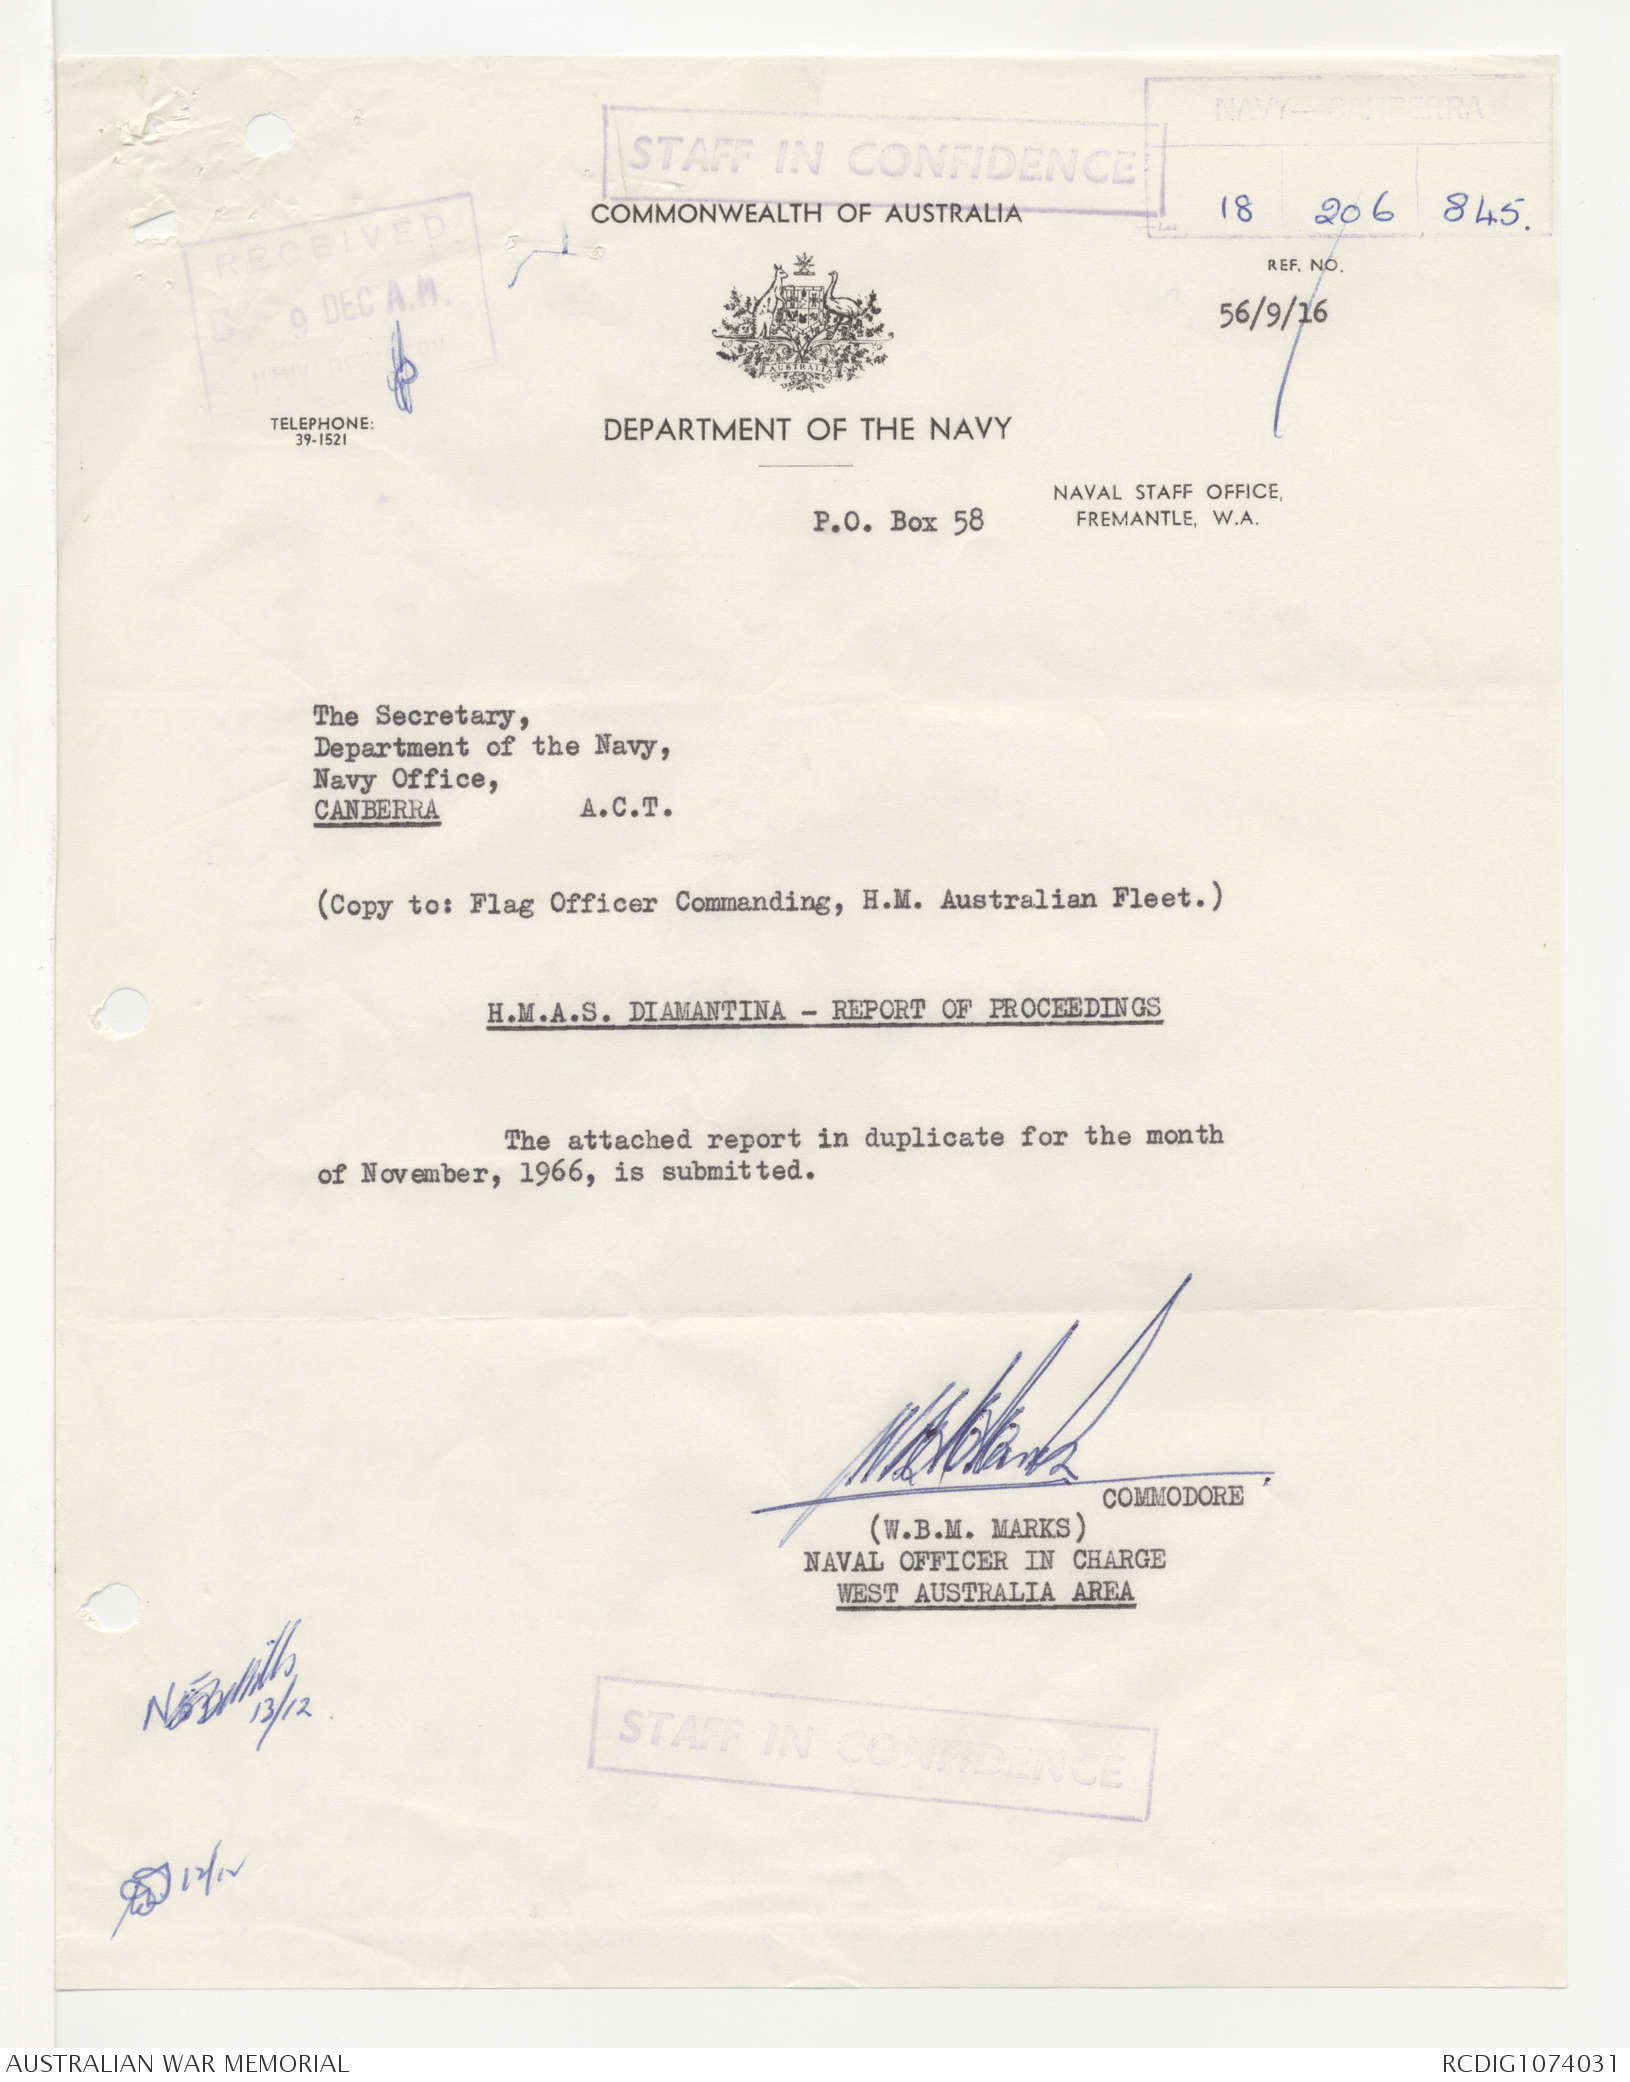 NAVY—CANBERRA
STAFF IN CONFIDENCE
18 206 845.
COMMONWEALTH OF AUSTRALIA
RECEIVED
9 DEC A.M.
REF. NO.
56/9/16
AUSTRALIA
TELEPHONE:
39-1521
DEPARTMENT OF THE NAVY
NAVAL STAFF OFFICE,
FREMANTLE, W.A.
P.O. Box 58
The Secretary,
Department of the Navy,
Navy Office,
CANBERRA A.C.T.
(Copy to: Flag Officer Commanding, H.M. Australian Fleet.)
H.M.A.S. DIAMANTINA - REPORT OF PROCEEDINGS
The attached report in duplicate for the month
of November, 1966, is submitted.
COMMODORE
(W.B.M. MARKS)
NAVAL OFFICER IN CHARGE
WEST AUSTRALIA AREA
13/12
STAFF IN CONFIDENCE
12/12
AUSTRALIAN WAR MEMORIAL
RCDIG1074031